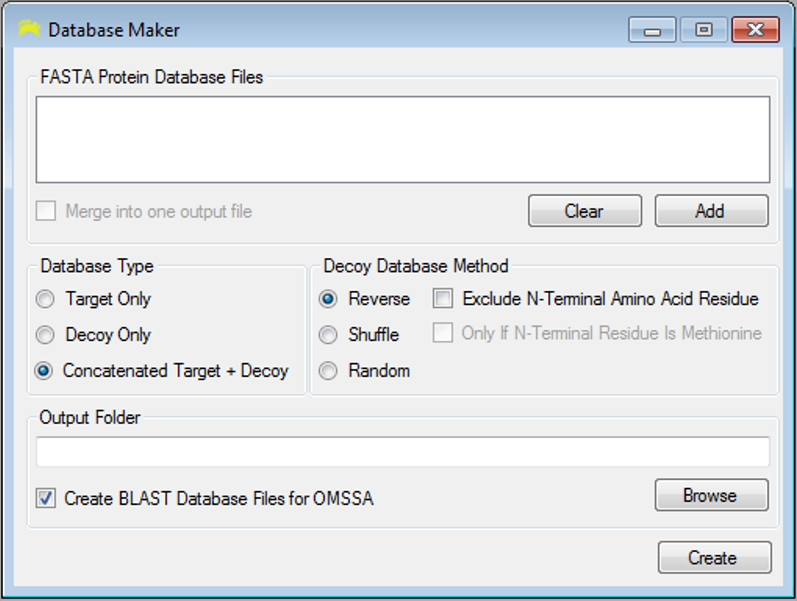 Database Maker
FASTA Protein Database Files
Merge into one output file
Clear
Add
Database Type
Target Only
Decoy Only
Concatenated Target + Decoy
Decoy Database Method
Reverse
Exclude N-Terminal Amino Acid Residue
Shuffle
Only If N-Terminal Residue Is Methionine
Random
Output Folder
Create BLAST Database Files for OMSSA
Browse
Create